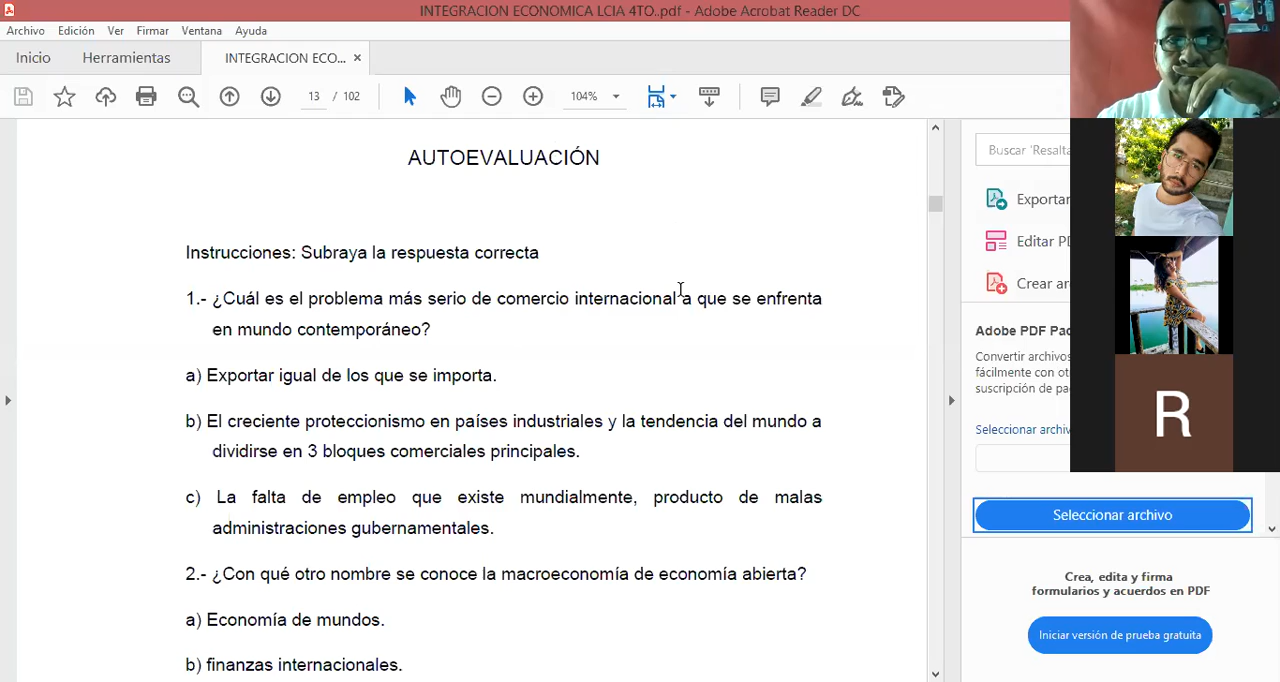 INTEGRACION ECONOMICA LCIA 4TO..pdf - Adobe Acrobat Reader DC
Archivo Edición Ver Firmar Ventana Ayuda
Inicio Herramientas INTEGRACION ECO... ×
13 / 102 104%
AUTOEVALUACIÓN
Instrucciones: Subraya la respuesta correcta
1.- ¿Cuál es el problema más serio de comercio internacional a que se enfrenta
en mundo contemporáneo?
a) Exportar igual de los que se importa.
b) El creciente proteccionismo en países industriales y la tendencia del mundo a
dividirse en 3 bloques comerciales principales.
c) La falta de empleo que existe mundialmente, producto de malas
administraciones gubernamentales.
2.- ¿Con qué otro nombre se conoce la macroeconomía de economía abierta?
a) Economía de mundos.
b) finanzas internacionales.
Buscar 'Resalta
Exportar
Editar PD
Crear ar
Adobe PDF Pac
Convertir archivos
fácilmente con ot
suscripción de pa
Seleccionar archiv
Seleccionar archivo
Crea, edita y firma
formularios y acuerdos en PDF
Iniciar versión de prueba gratuita
R